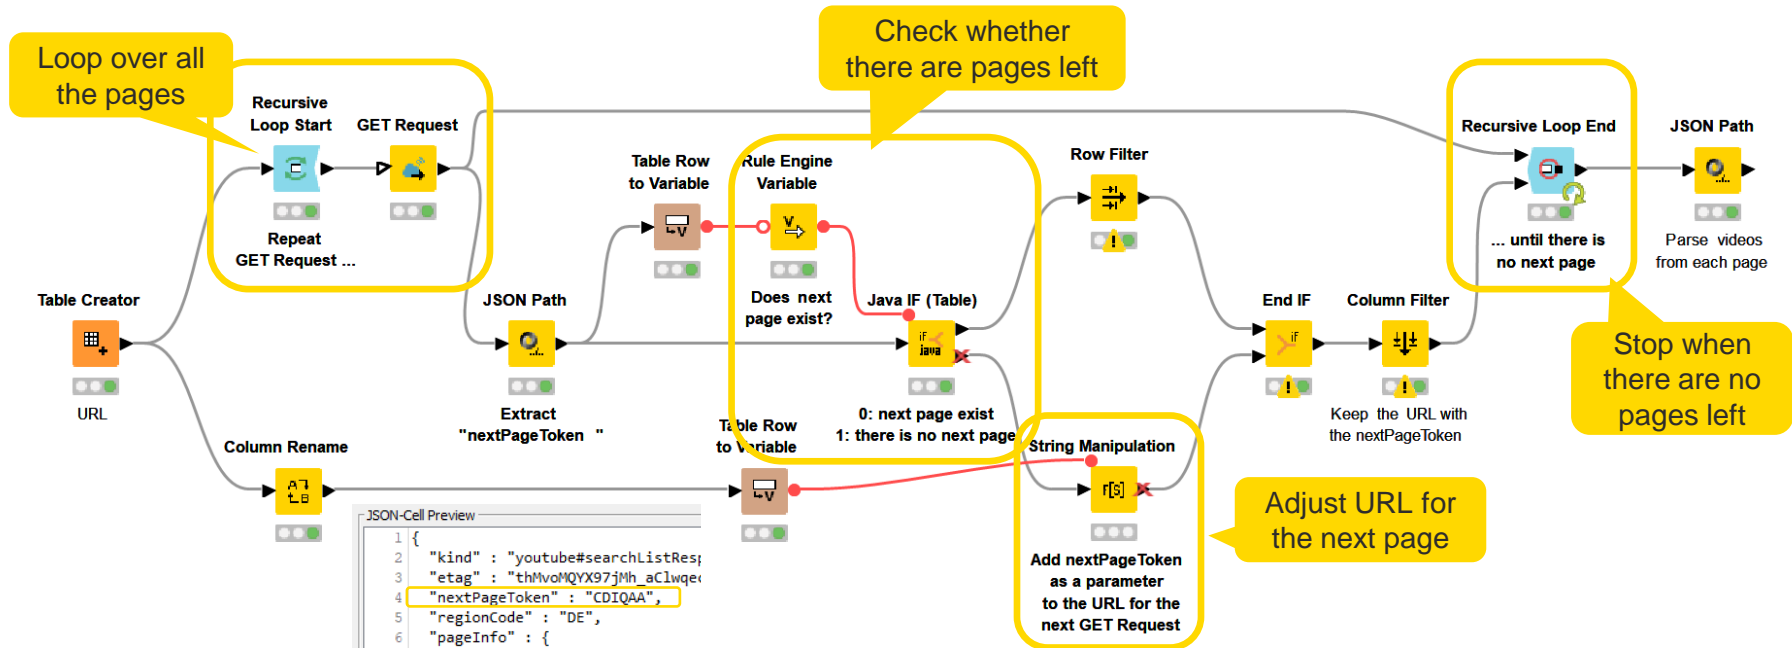 Loop over all
the pages
Check whether
there are pages left
Recursive
Loop Start
GET Request
Repeat
GET Request ...
Table Row
to Variable
Rule Engine
Variable
Does next
page exist?
Row Filter
Recursive Loop End
... until there is
no next page
JSON Path
Parse videos
from each page
Table Creator
URL
JSON Path
Extract
"nextPageToken "
Java IF (Table)
0: next page exist
1: there is no next page
End IF
Column Filter
Keep the URL with
the nextPageToken
Stop when
there are no
pages left
Column Rename
Table Row
to Variable
String Manipulation
Add nextPageToken
as a parameter
to the URL for the
next GET Request
Adjust URL for
the next page
JSON-Cell Preview
1 {
2 "kind" : "youtube#searchListResp
3 "etag" : "thMvoMQYX97jMh_aClwqec
4 "nextPageToken" : "CDIQAA",
5 "regionCode" : "DE",
6 "pageInfo" : {